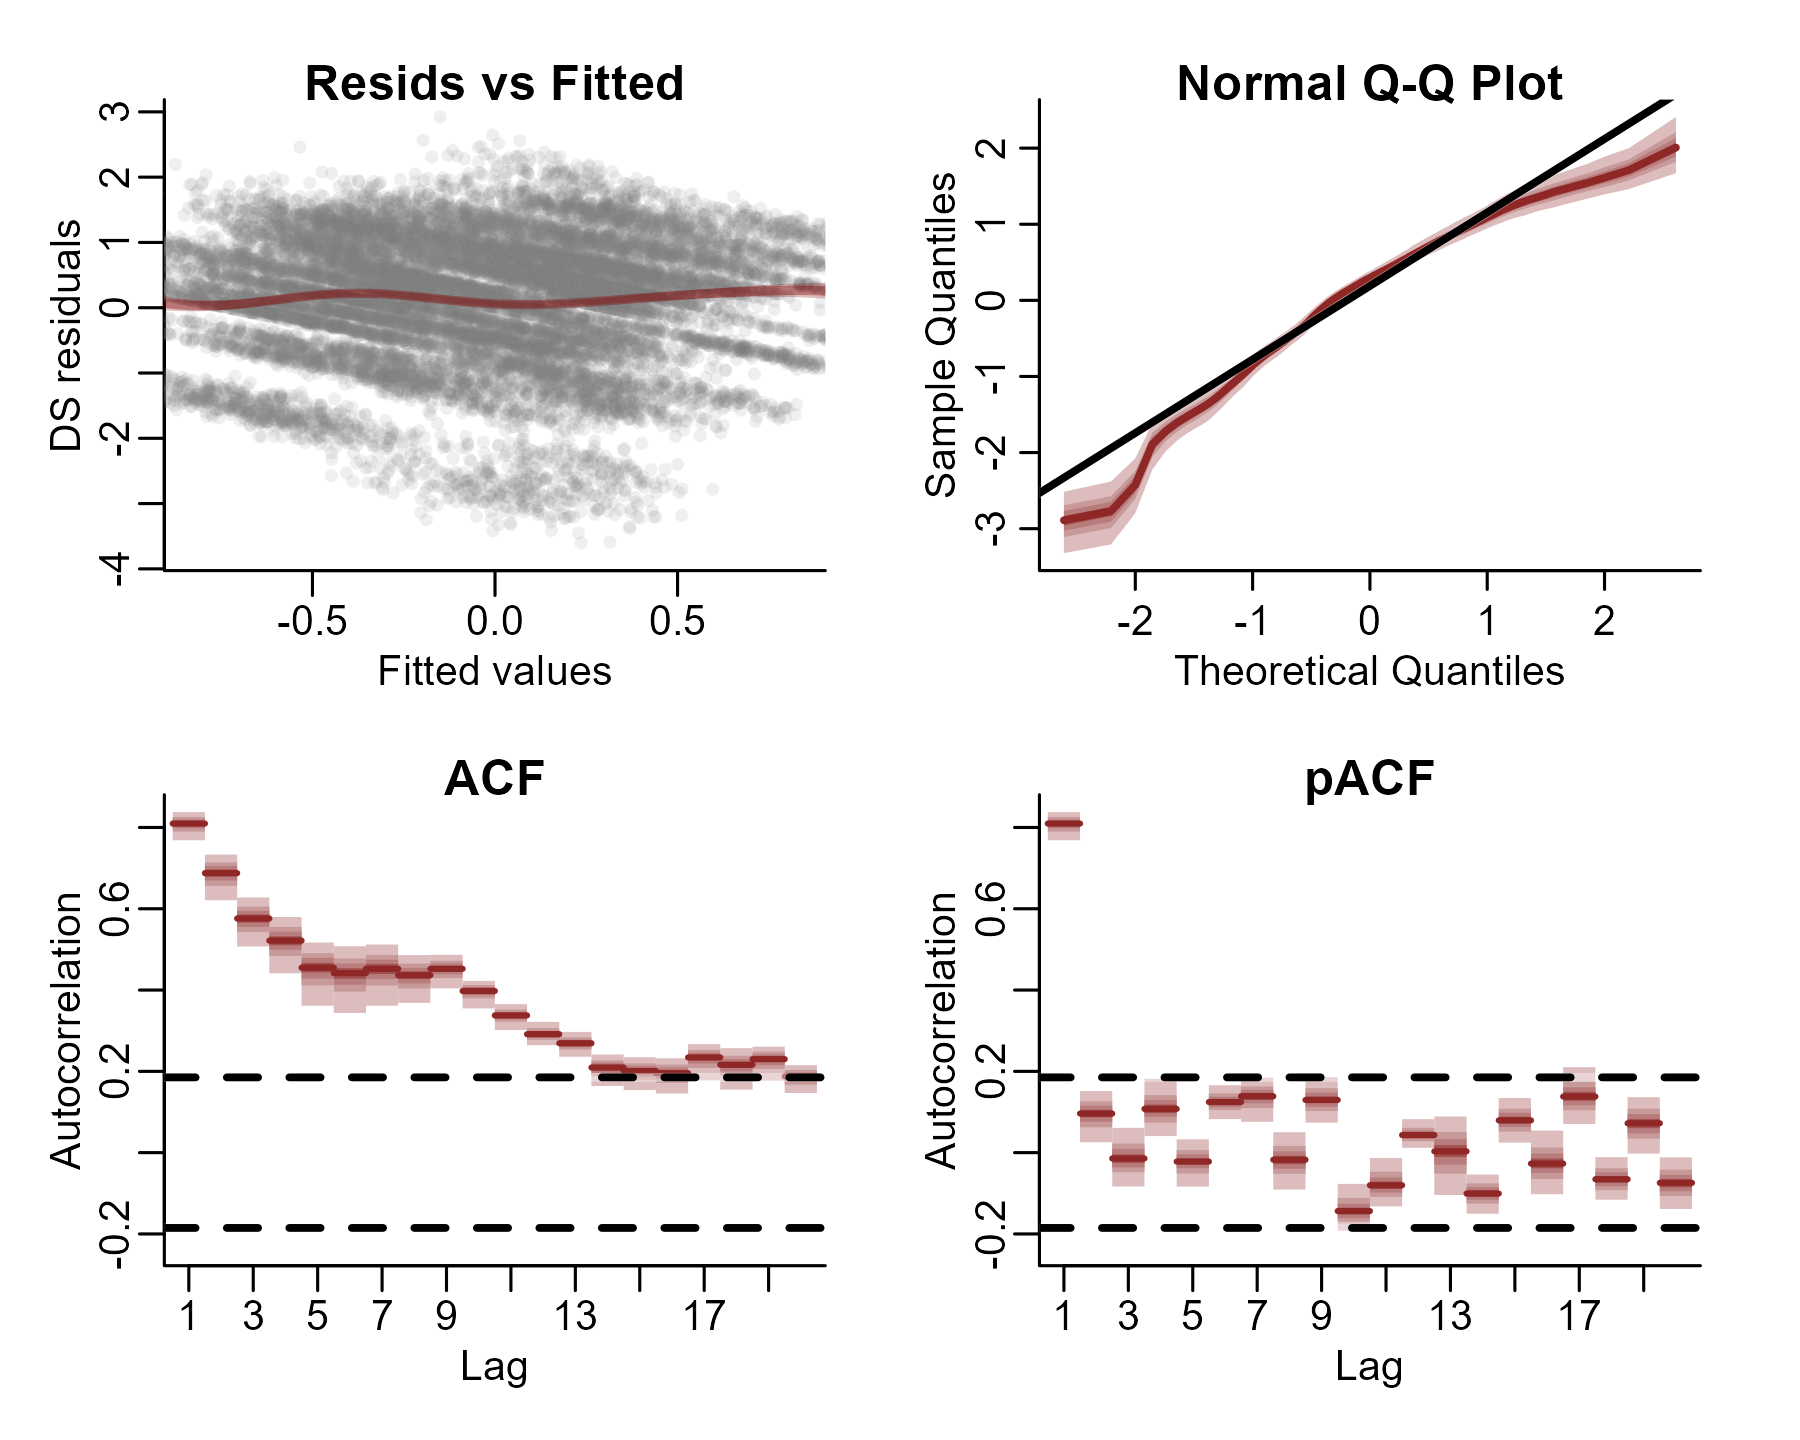 Resids vs Fitted
DS residuals
3
2
1
0
-2
-4
-0.5 0.0 0.5
Fitted values
Normal Q-Q Plot
Sample Quantiles
2
1
0
-1
-2
-3
-2 -1 0 1 2
Theoretical Quantiles
ACF
Autocorrelation
0.6
0.2
-0.2
1 3 5 7 9 13 17
Lag
pACF
Autocorrelation
0.6
0.2
-0.2
1 3 5 7 9 13 17
Lag